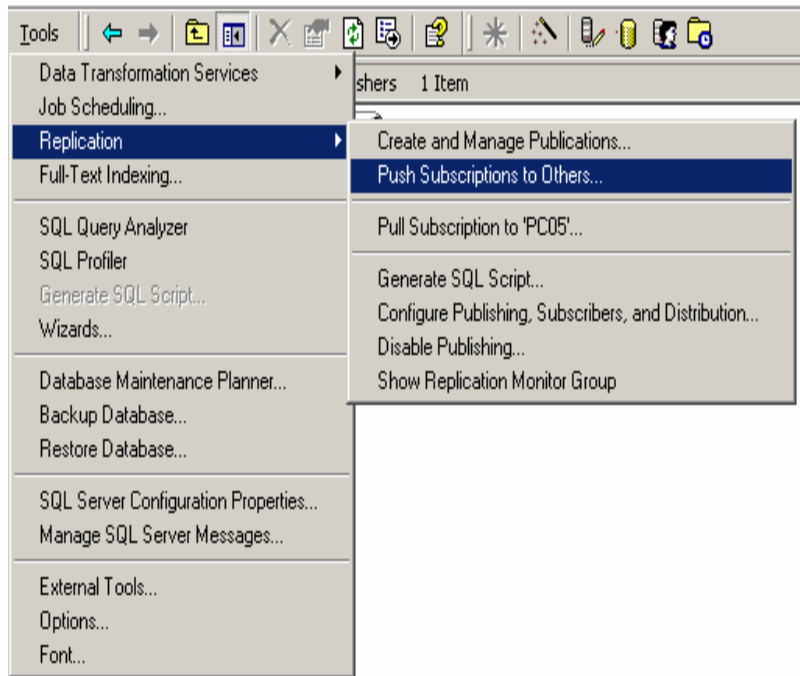 Tools
shers 1 Item
Data Transformation Services
Job Scheduling...
Replication
Full-Text Indexing...
SQL Query Analyzer
SQL Profiler
Generate SQL Script...
Wizards...
Database Maintenance Planner...
Backup Database...
Restore Database...
SQL Server Configuration Properties...
Manage SQL Server Messages...
External Tools...
Options...
Font...
Create and Manage Publications...
Push Subscriptions to Others...
Pull Subscription to 'PC05'...
Generate SQL Script...
Configure Publishing, Subscribers, and Distribution...
Disable Publishing...
Show Replication Monitor Group